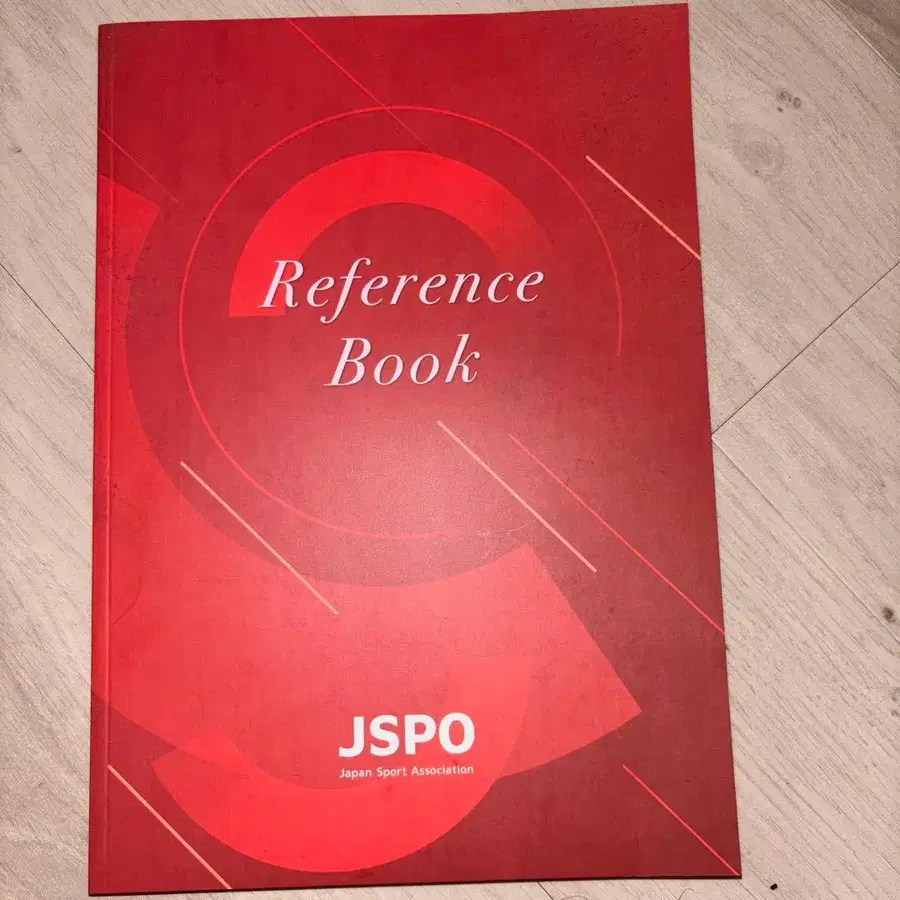 Reference
Book
JSPO
Japan Sport Association